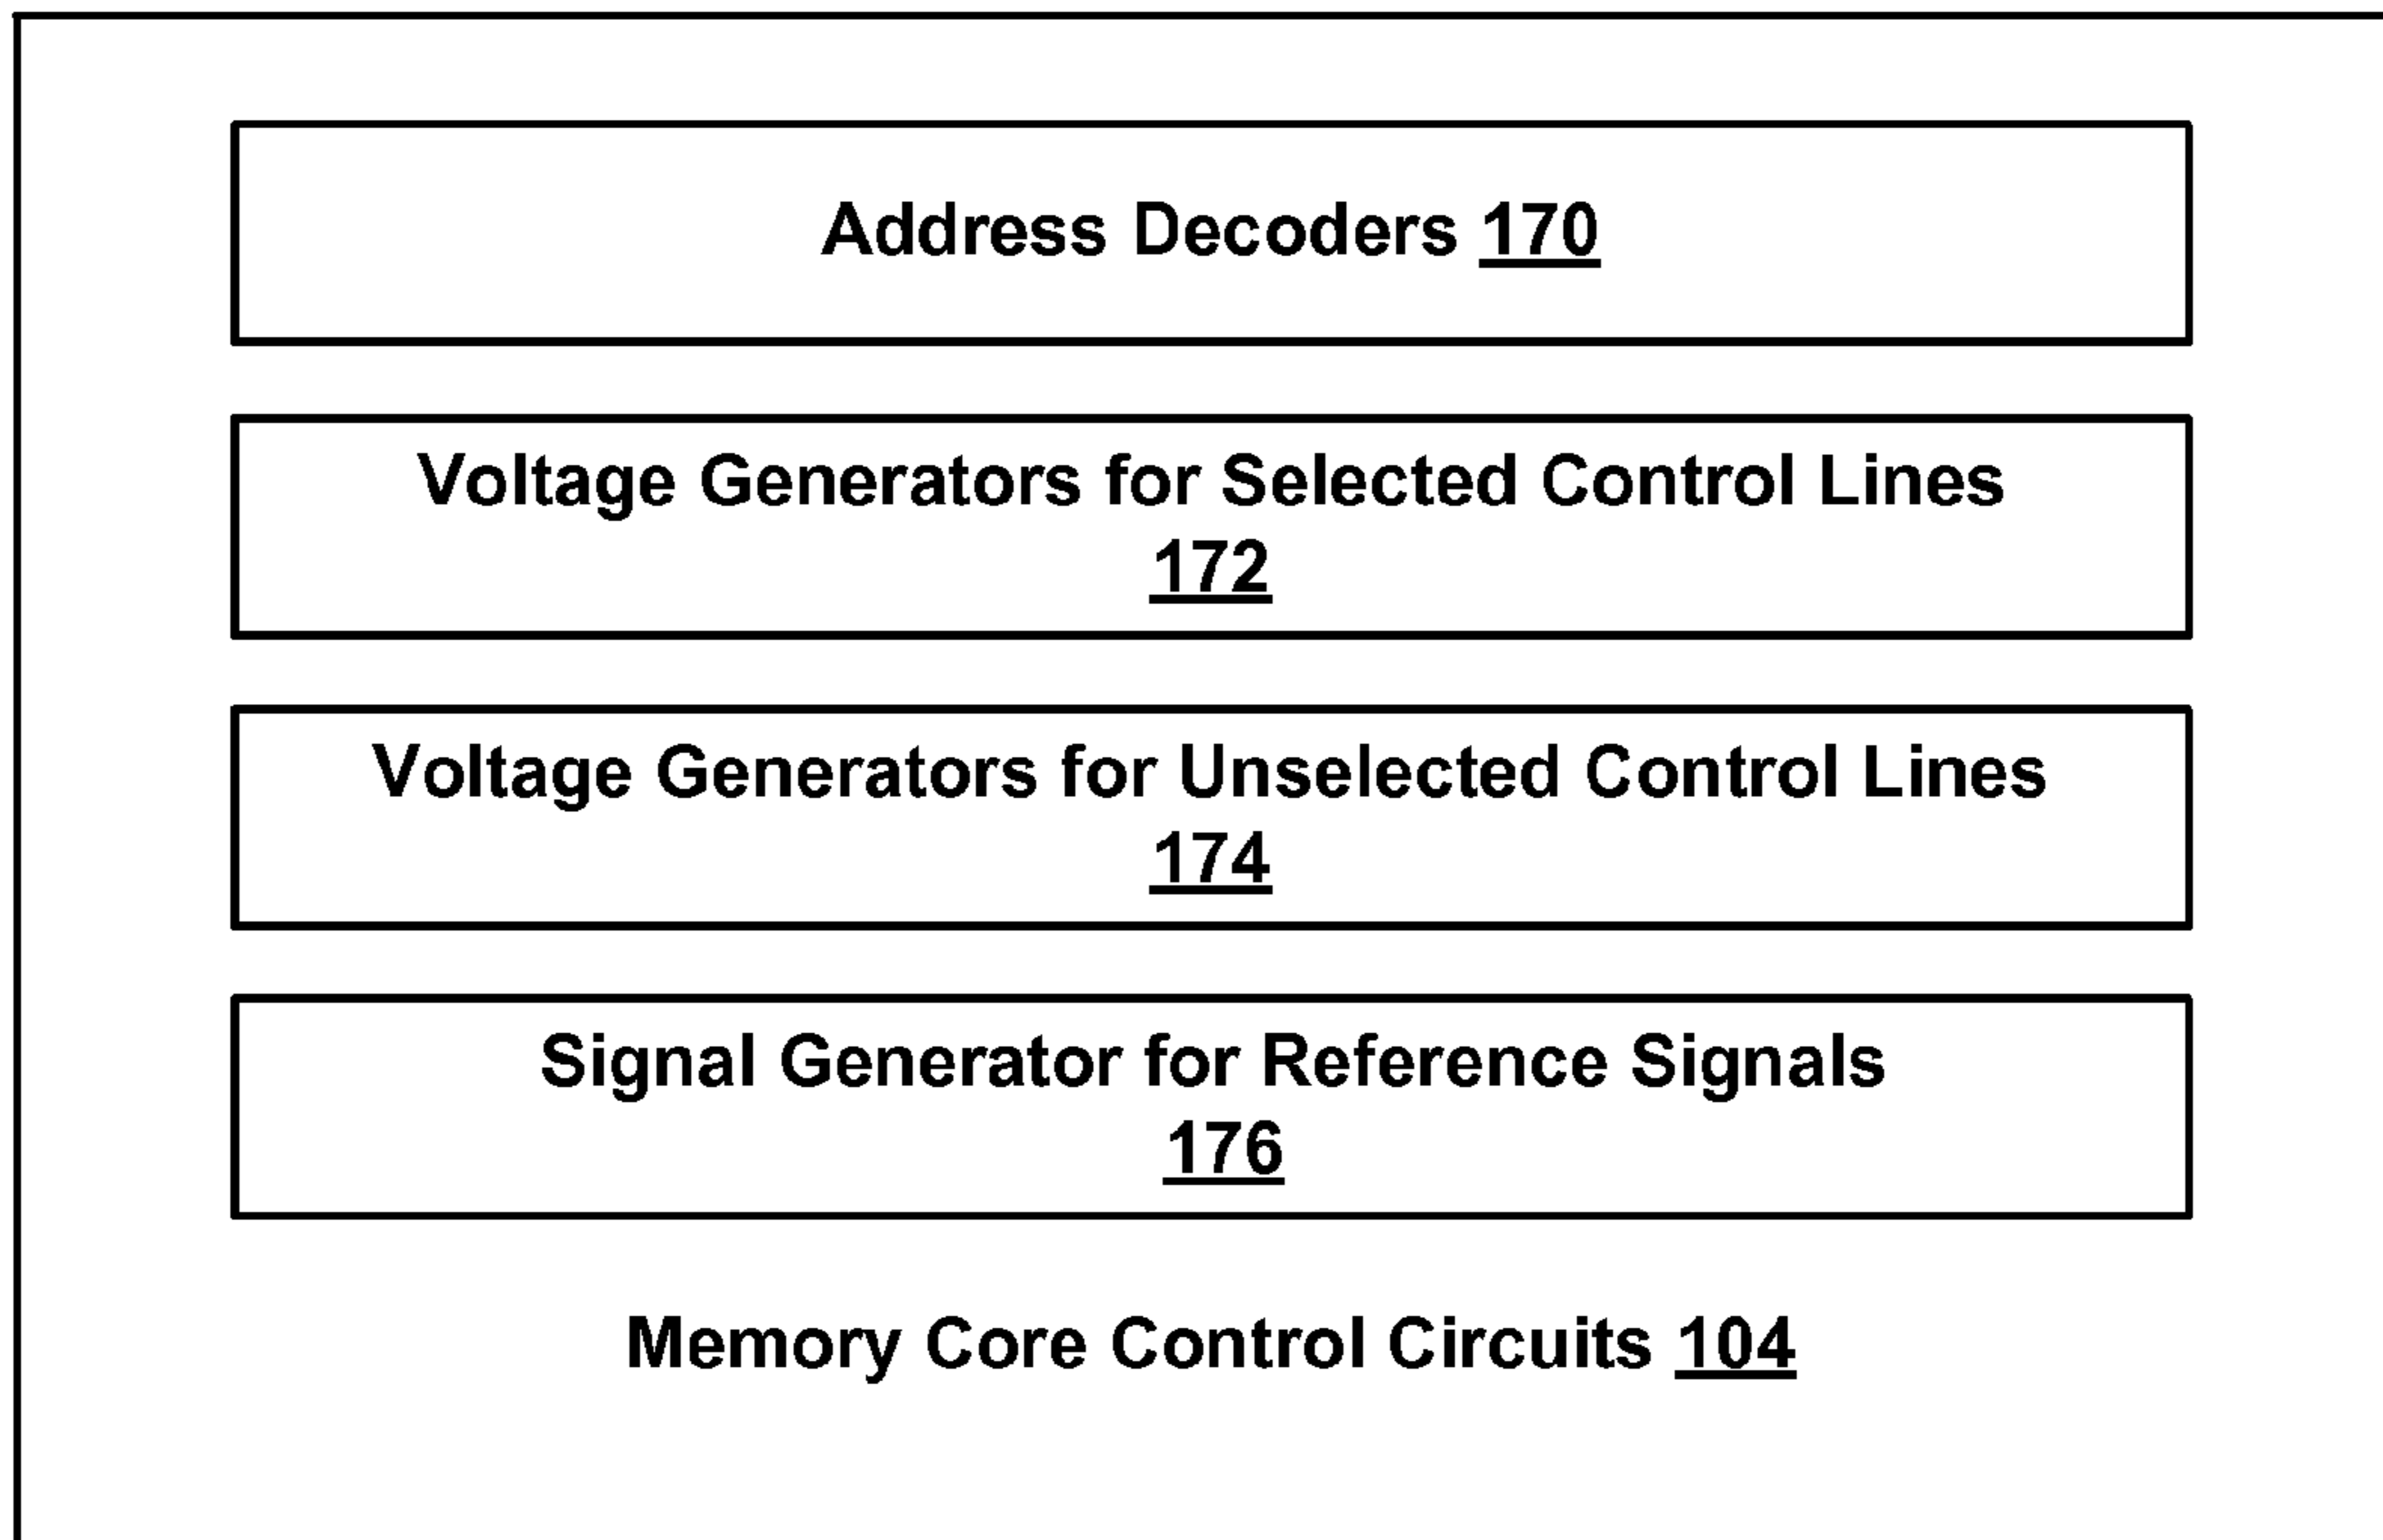 Address Decoders 170
Voltage Generators for Selected Control Lines
172
Voltage Generators for Unselected Control Lines
174
Signal Generator for Reference Signals
176
Memory Core Control Circuits 104